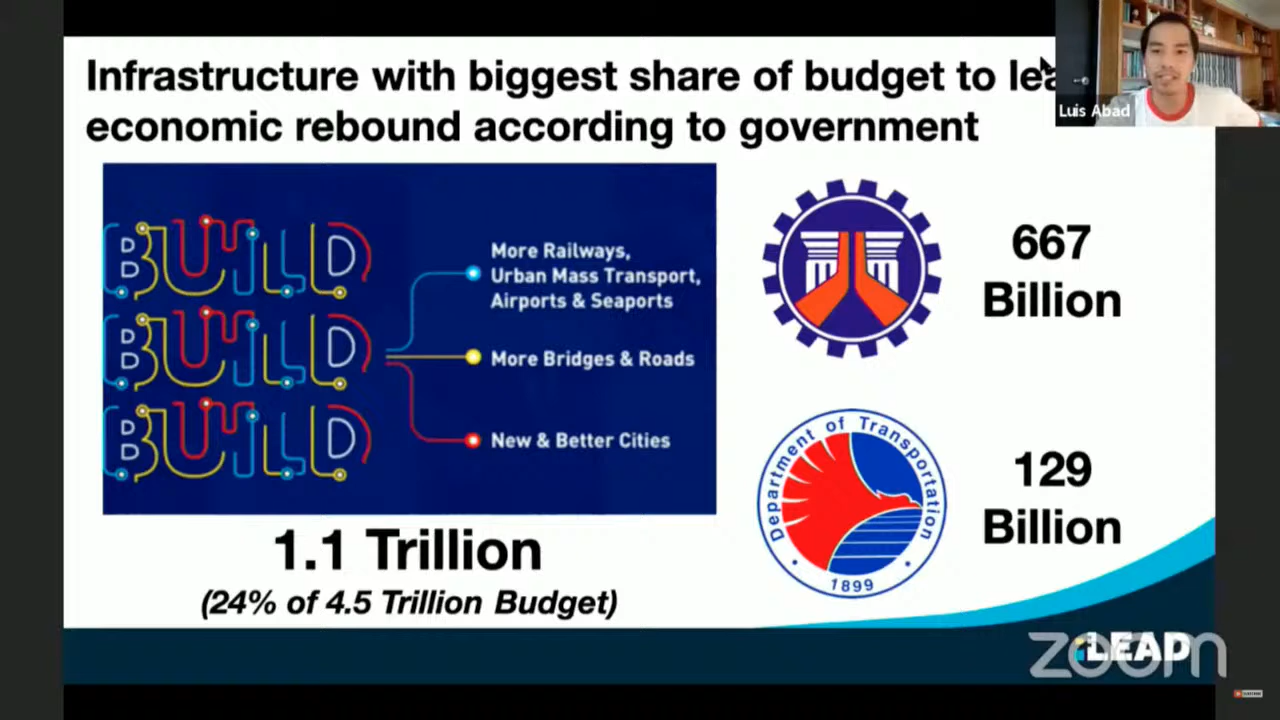 Infrastructure with biggest share of budget to lea
economic rebound according to government
Luis Abad
BUILD
BUILD
BUILD
More Railways,
Urban Mass Transport,
Airports & Seaports
More Bridges & Roads
New & Better Cities
1.1 Trillion
(24% of 4.5 Trillion Budget)
667
Billion
Department of Transportation
1899
129
Billion
LEAD
zoom